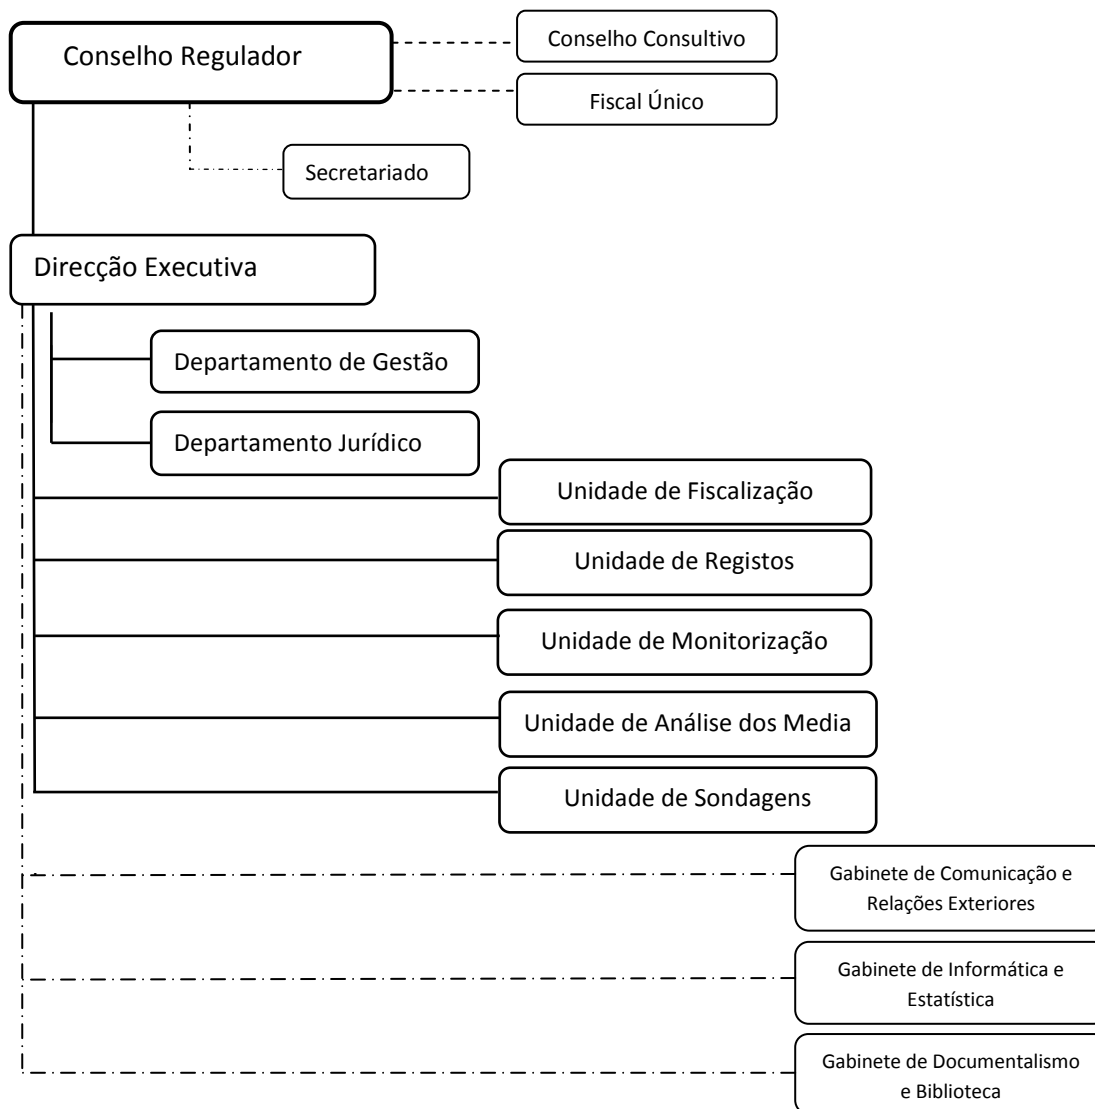 Conselho Regulador
Conselho Consultivo
Fiscal Único
Secretariado
Direcção Executiva
Departamento de Gestão
Departamento Jurídico
Unidade de Fiscalização
Unidade de Registos
Unidade de Monitorização
Unidade de Análise dos Media
Unidade de Sondagens
Gabinete de Comunicação e
Relações Exteriores
Gabinete de Informática e
Estatística
Gabinete de Documentalismo
e Biblioteca